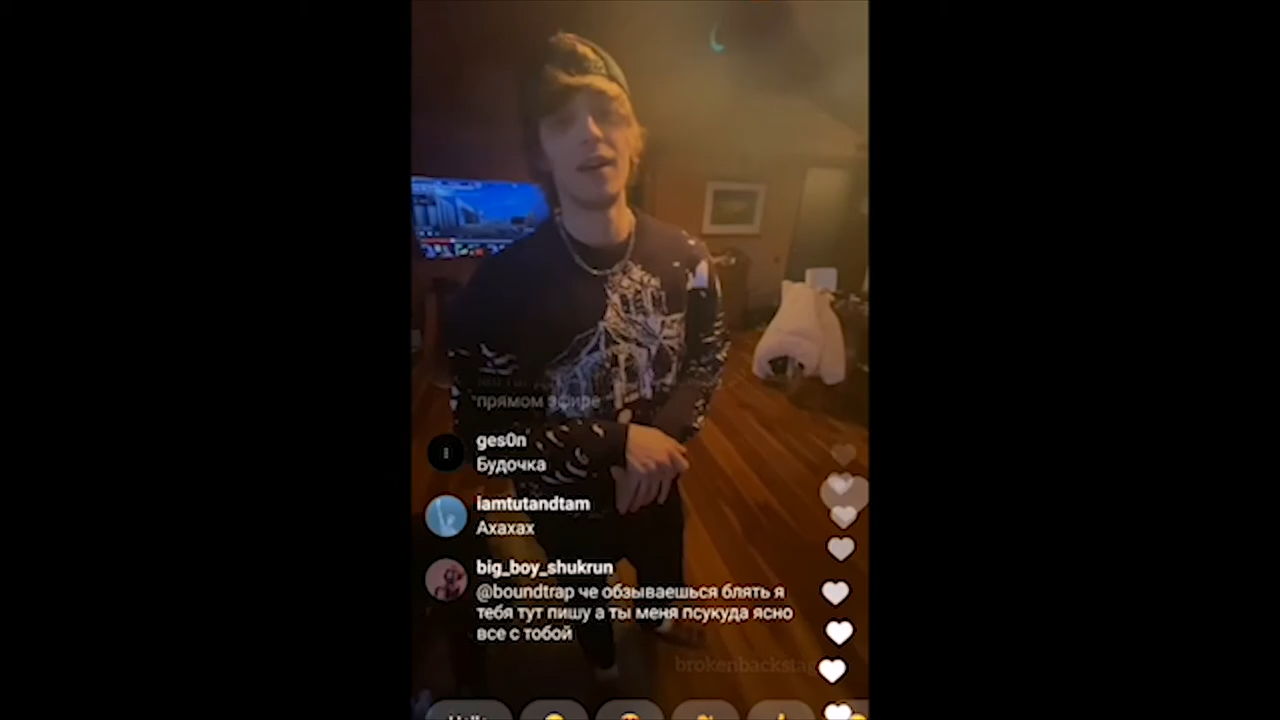 "прямом эфире "
ges0n
Будочка
iamtutandtam
Ахахах
big_boy_shukrun
@boundtrap че обзываешься блять я
тебя тут пишу а ты меня псукуда ясно
все с тобой
brokenbackstag